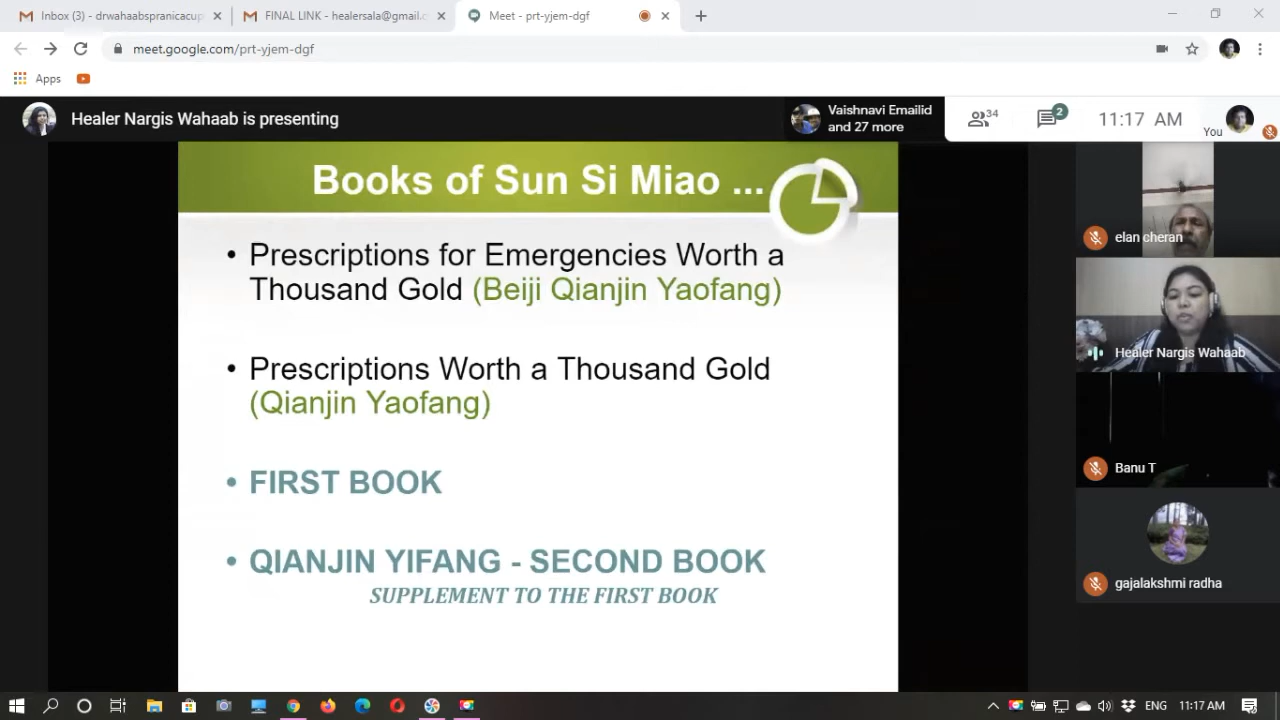 Inbox (3) - drwahaabspranicacup
FINAL LINK - healersala@gmail.c
Meet - prt-yjem-dgf
meet.google.com/prt-yjem-dgf
Apps
Healer Nargis Wahaab is presenting
Vaishnavi Emailid
and 27 more
34
2
11:17 AM
You
Books of Sun Si Miao ...
• Prescriptions for Emergencies Worth a
Thousand Gold (Beiji Qianjin Yaofang)
• Prescriptions Worth a Thousand Gold
(Qianjin Yaofang)
• FIRST BOOK
• QIANJIN YIFANG - SECOND BOOK
SUPPLEMENT TO THE FIRST BOOK
elan cheran
Healer Nargis Wahaab
Banu T
gajalakshmi radha
ENG
11:17 AM